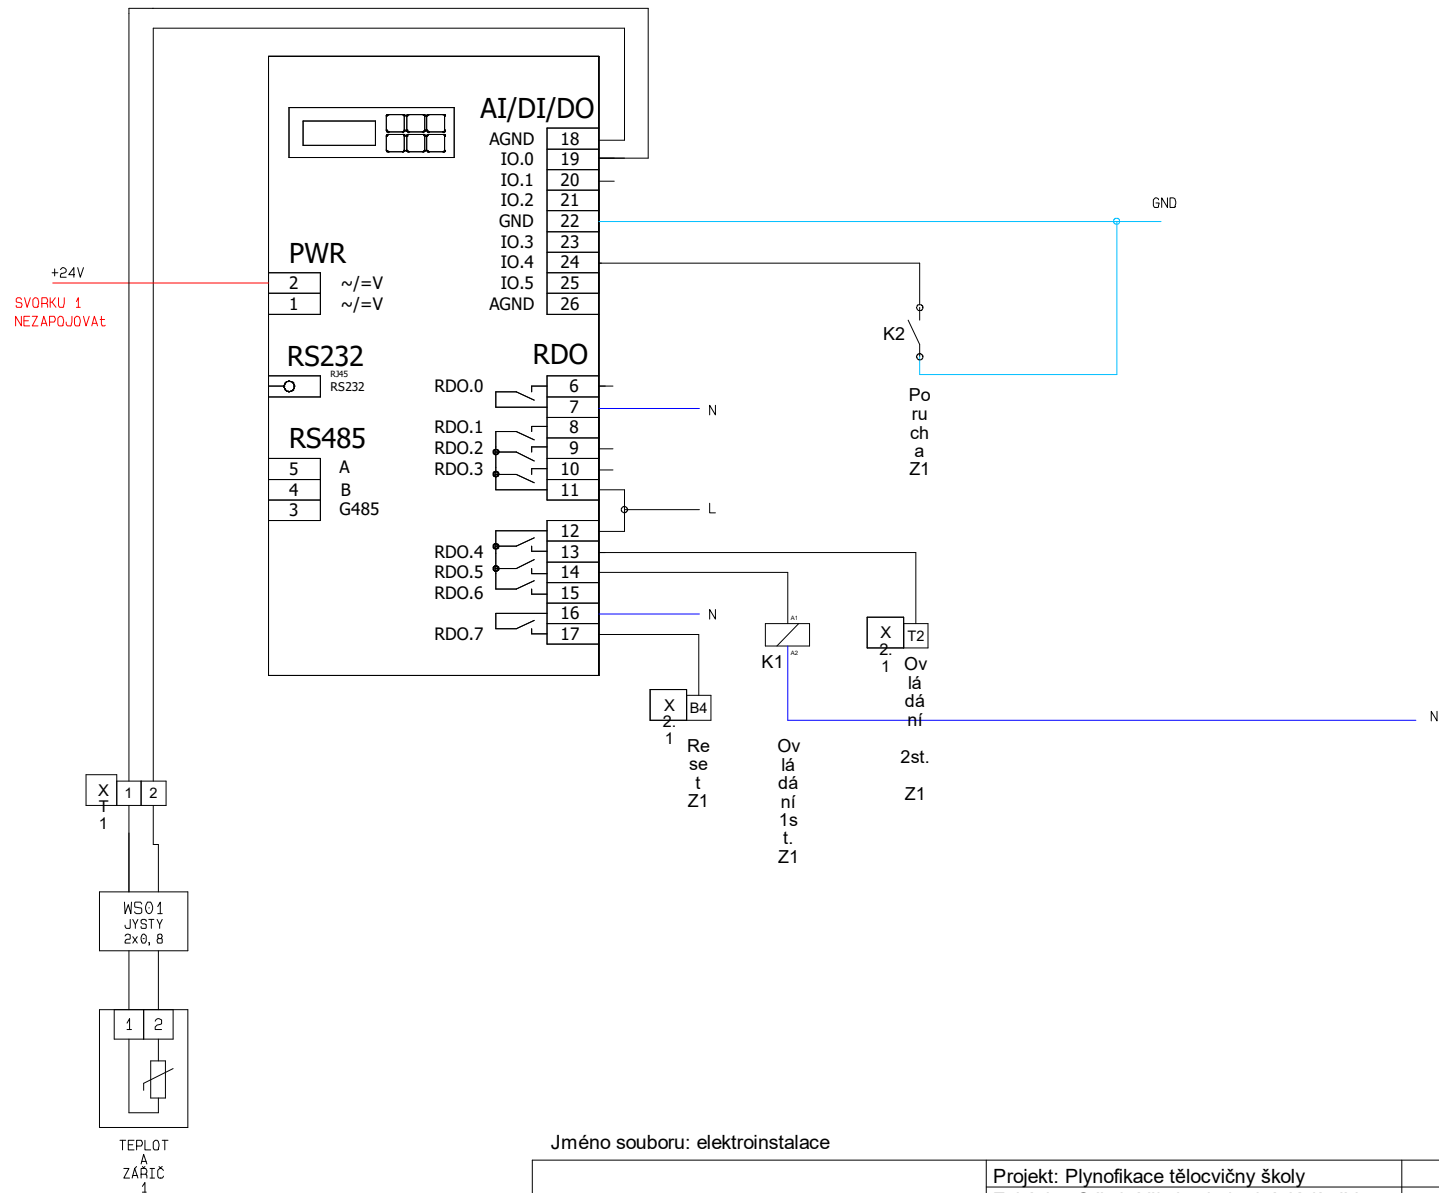 AI/DI/DO
AGND 18
IO.0 19
IO.1 20
IO.2 21
GND 22
IO.3 23
IO.4 24
IO.5 25
AGND 26
GND
PWR
+24V
2 ~/=V
1 ~/=V
SVORKU 1
NEZAPOJOVAt
K2
Po
ru
ch
a
Z1
RS232
RJ45
RS232
RS485
5 A
4 B
3 G485
RDO
RDO.0 6
7 N
RDO.1 8
RDO.2 9
RDO.3 10
11
L
12
RDO.4 13
RDO.5 14
RDO.6 15
16 N
RDO.7 17
A1
K1 A2
X
2.
1
T2
Ov
lá
dá
ní
2st.
Z1
N
X
2.
1
B4
Re
se
t
Z1
Ov
lá
dá
ní
1s
t.
Z1
X
T
1
1 2
WS01
JYSTY
2x0,8
1 2
TEPLOT
A
ZÁŘIČ
1
Jméno souboru: elektroinstalace
Projekt: Plynofikace tělocvičny školy